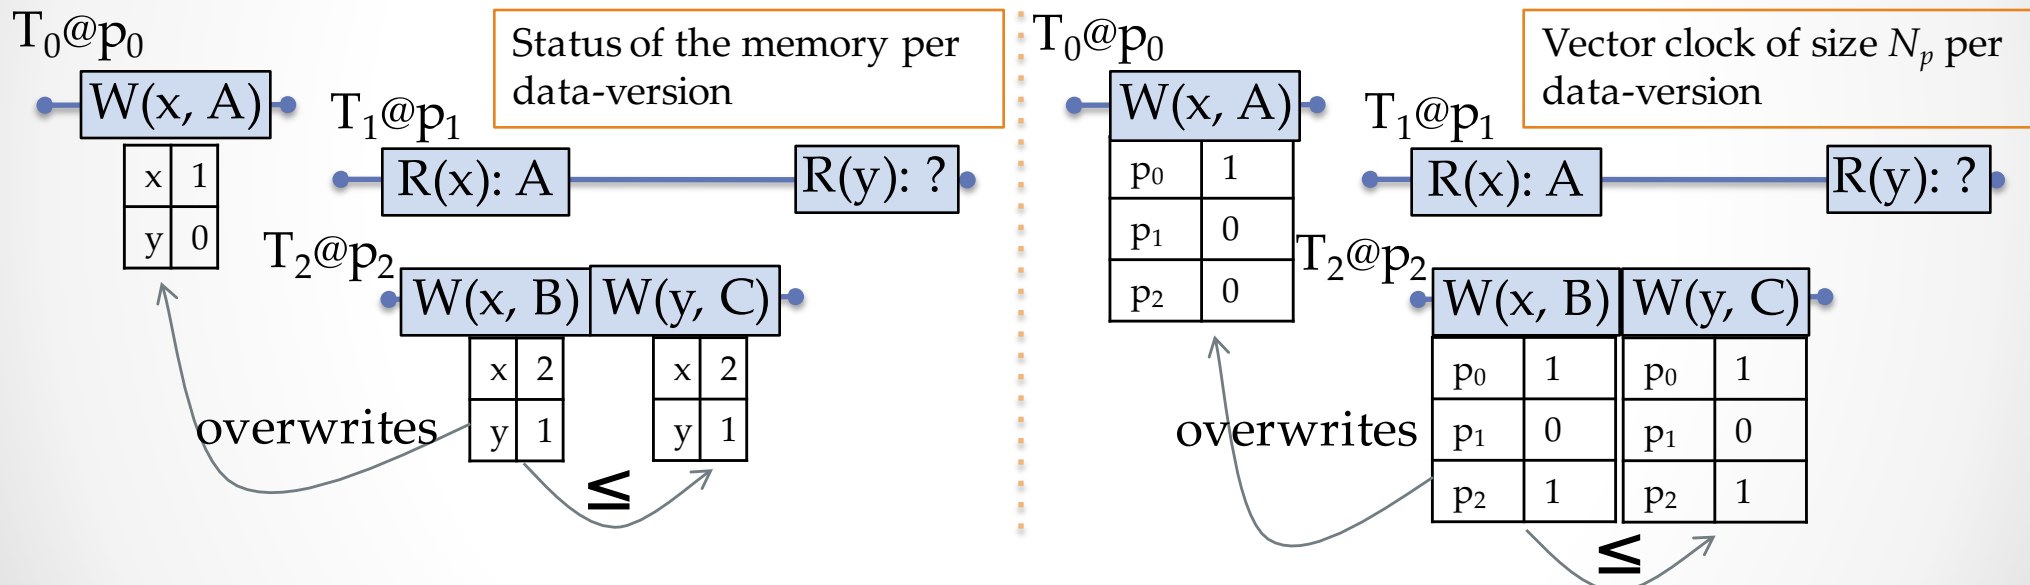 T₀@p₀
Status of the memory per
data-version
W(x, A)
T₁@p₁
x 1
y 0
R(x): A
R(y): ?
T₂@p₂
W(x, B) W(y, C)
x 2
y 1
x 2
y 1
overwrites
≤
T₀@p₀
Vector clock of size Nₚ per
data-version
W(x, A)
T₁@p₁
p₀ 1
p₁ 0
p₂ 0
R(x): A
R(y): ?
T₂@p₂
W(x, B) W(y, C)
p₀ 1
p₁ 0
p₂ 1
p₀ 1
p₁ 0
p₂ 1
overwrites
≤